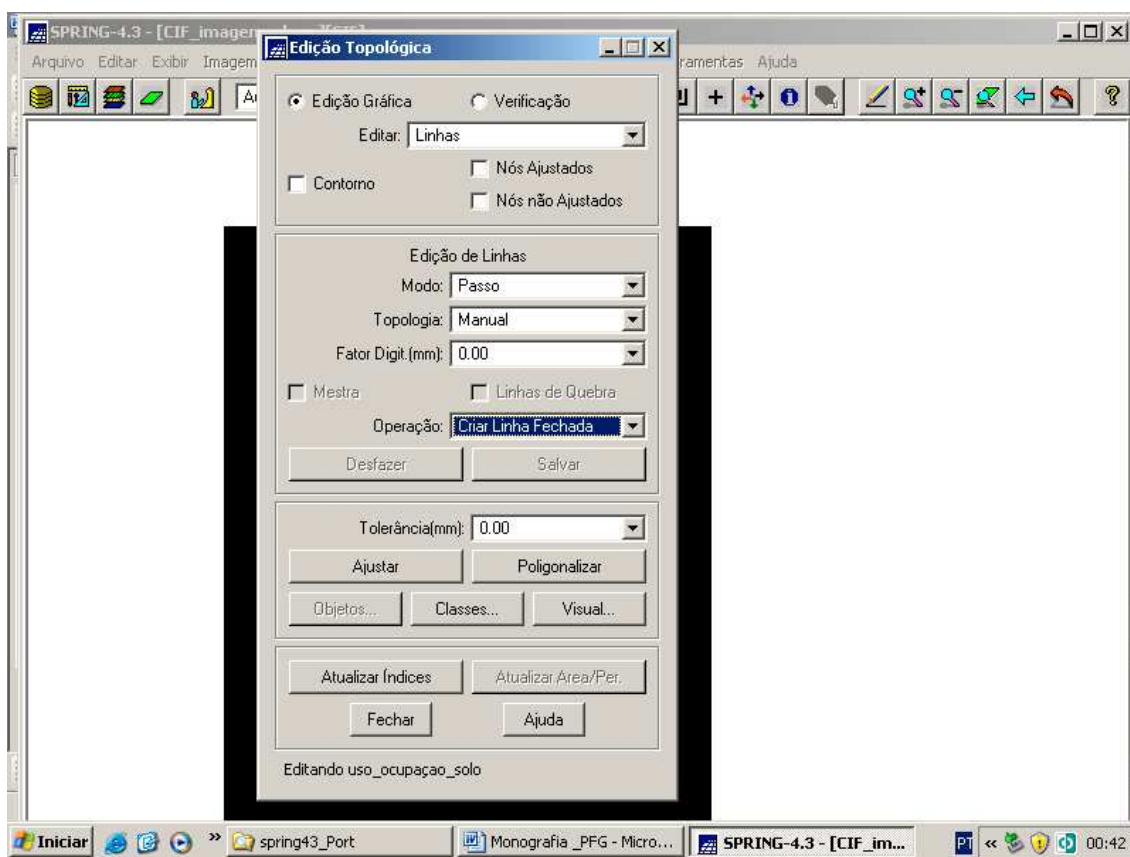 SPRING-4.3 - [CIF_imagem
Edição Topológica
Arquivo Editar Exibir Imagem ramentas Ajuda
Edição Gráfica Verificação
Editar: Linhas
Contorno Nós Ajustados
Nós não Ajustados
Edição de Linhas
Modo: Passo
Topologia: Manual
Fator Digit.(mm): 0.00
Mestra Linhas de Quebra
Operação: Criar Linha Fechada
Desfazer Salvar
Tolerância(mm): 0.00
Ajustar Poligonalizar
Objetos... Classes... Visual...
Atualizar Índices Atualizar Area/Per.
Fechar Ajuda
Editando uso_ocupaçao_solo
Iniciar » spring43_Port Monografia _PFG - Micro... SPRING-4.3 - [CIF_im... PT « 00:42